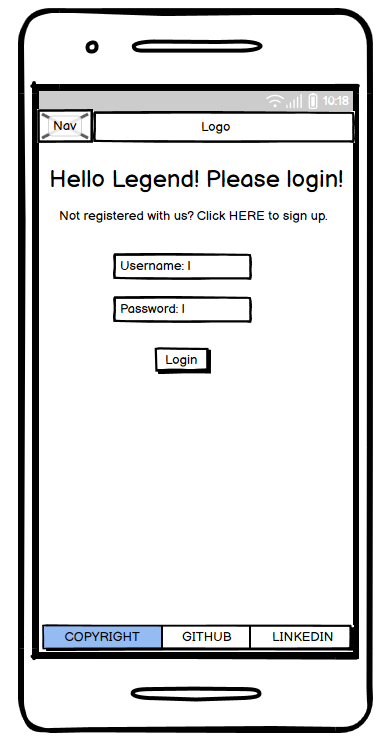 10:18
Nav
Logo
Hello Legend! Please login!
Not registered with us? Click HERE to sign up.
Username: |
Password: |
Login
COPYRIGHT GITHUB LINKEDIN